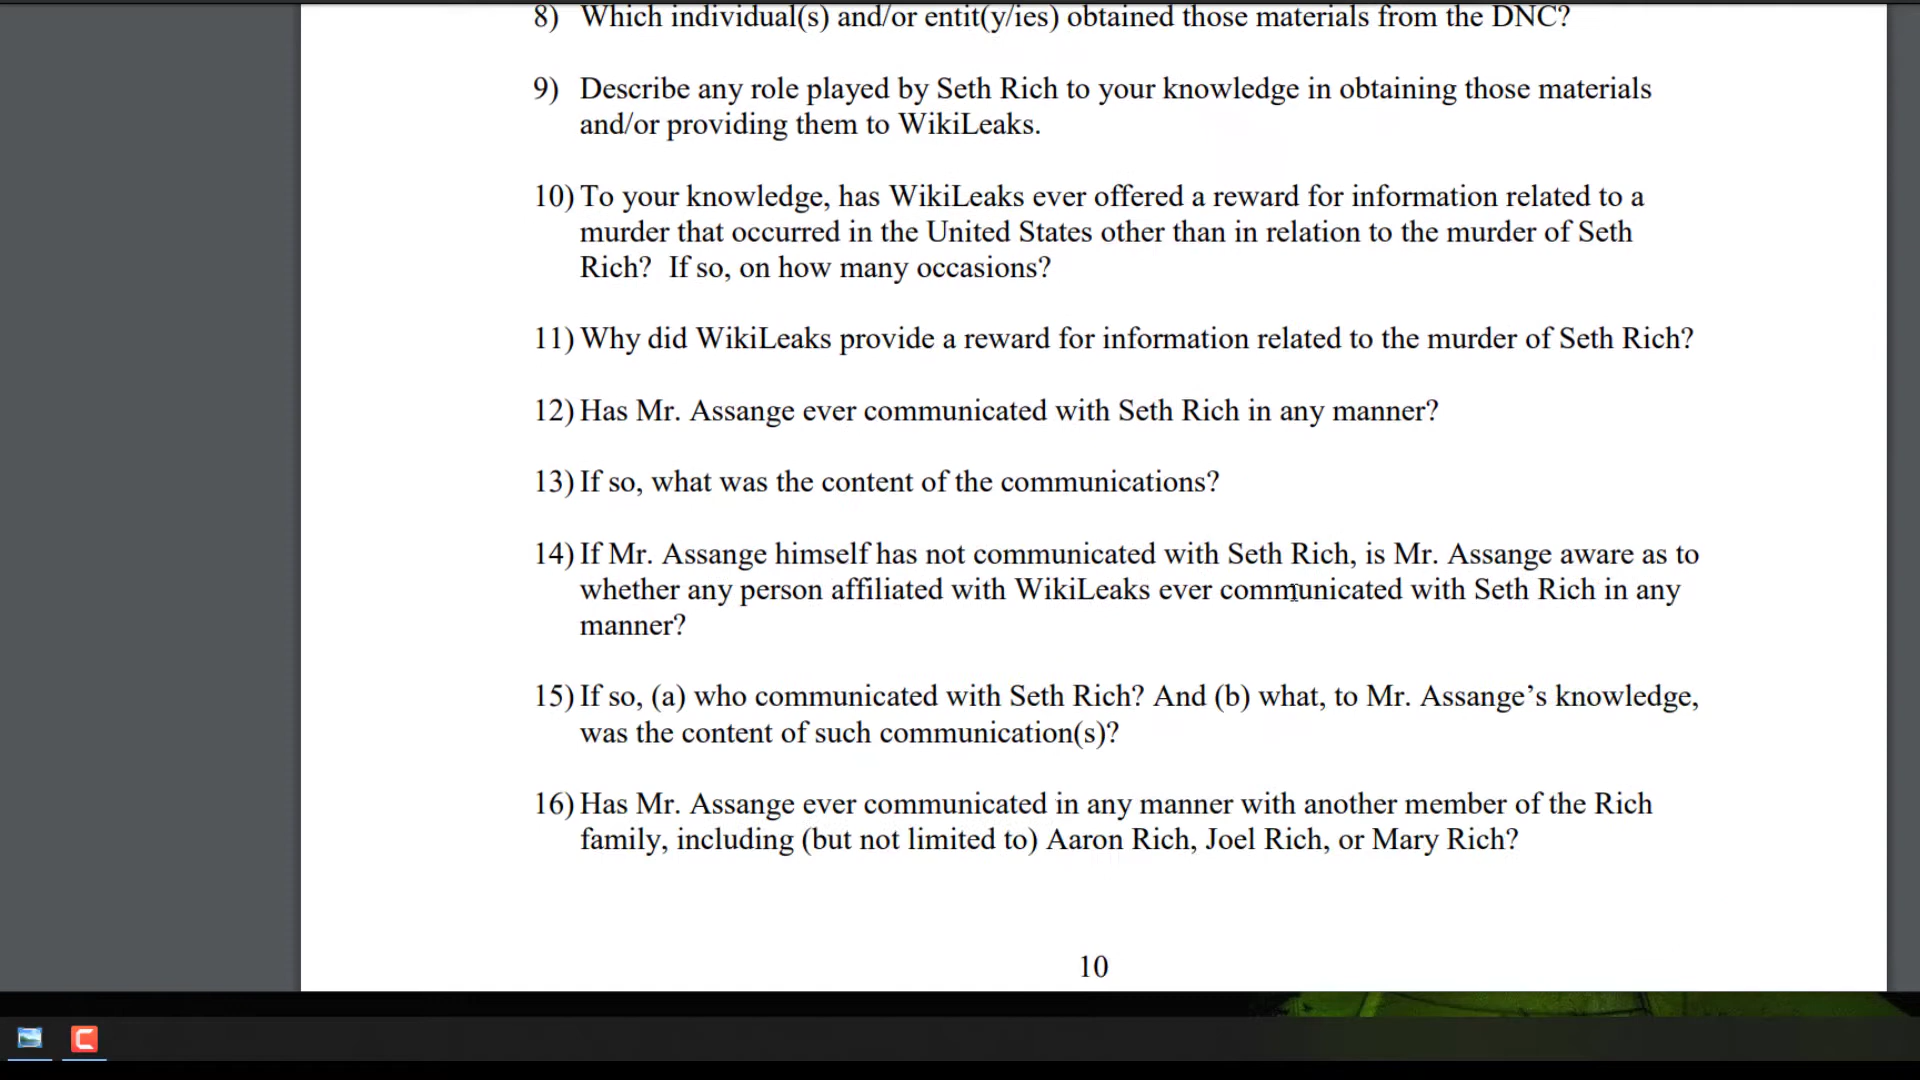 8) Which individual(s) and/or entit(y/ies) obtained those materials from the DNC?
9) Describe any role played by Seth Rich to your knowledge in obtaining those materials
and/or providing them to WikiLeaks.
10) To your knowledge, has WikiLeaks ever offered a reward for information related to a
murder that occurred in the United States other than in relation to the murder of Seth
Rich? If so, on how many occasions?
11) Why did WikiLeaks provide a reward for information related to the murder of Seth Rich?
12) Has Mr. Assange ever communicated with Seth Rich in any manner?
13) If so, what was the content of the communications?
14) If Mr. Assange himself has not communicated with Seth Rich, is Mr. Assange aware as to
whether any person affiliated with WikiLeaks ever communicated with Seth Rich in any
manner?
15) If so, (a) who communicated with Seth Rich? And (b) what, to Mr. Assange’s knowledge,
was the content of such communication(s)?
16) Has Mr. Assange ever communicated in any manner with another member of the Rich
family, including (but not limited to) Aaron Rich, Joel Rich, or Mary Rich?
10